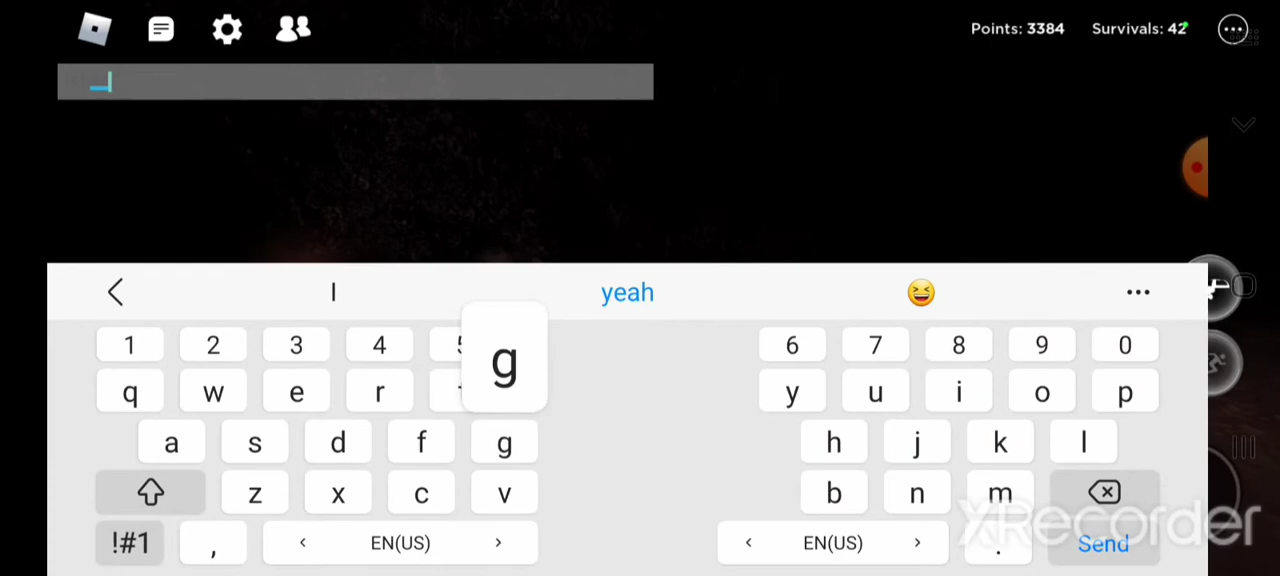 Points: 3384 Survivals: 42
I yeah
1 2 3 4 5 6 7 8 9 0
g
q w e r y u i o p
a s d f g h j k l
z x c v b n m
!#1 , < EN(US) > < EN(US) > . Send
XRecorder